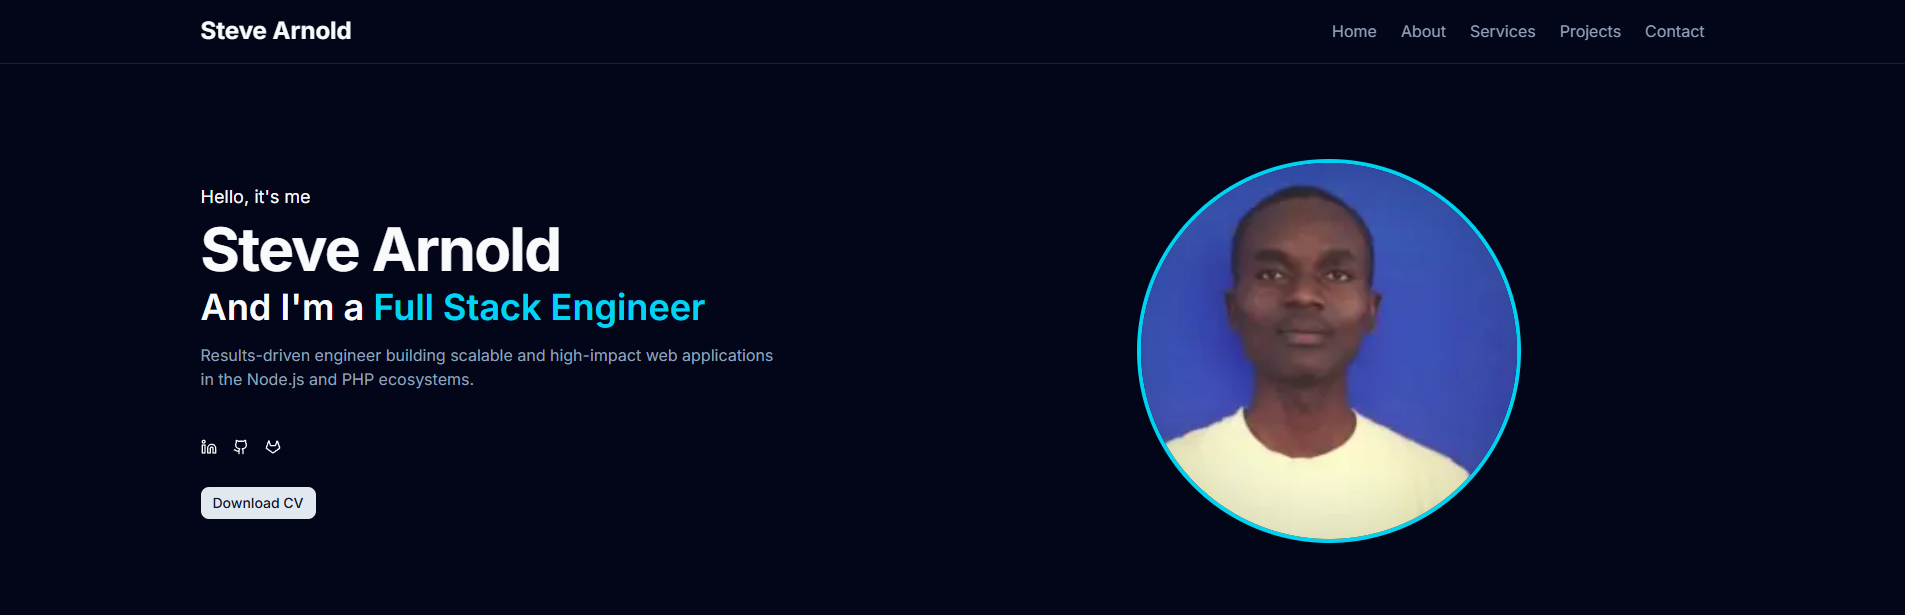 Steve Arnold
Home About Services Projects Contact
Hello, it's me
Steve Arnold
And I'm a Full Stack Engineer
Results-driven engineer building scalable and high-impact web applications
in the Node.js and PHP ecosystems.
in
Download CV